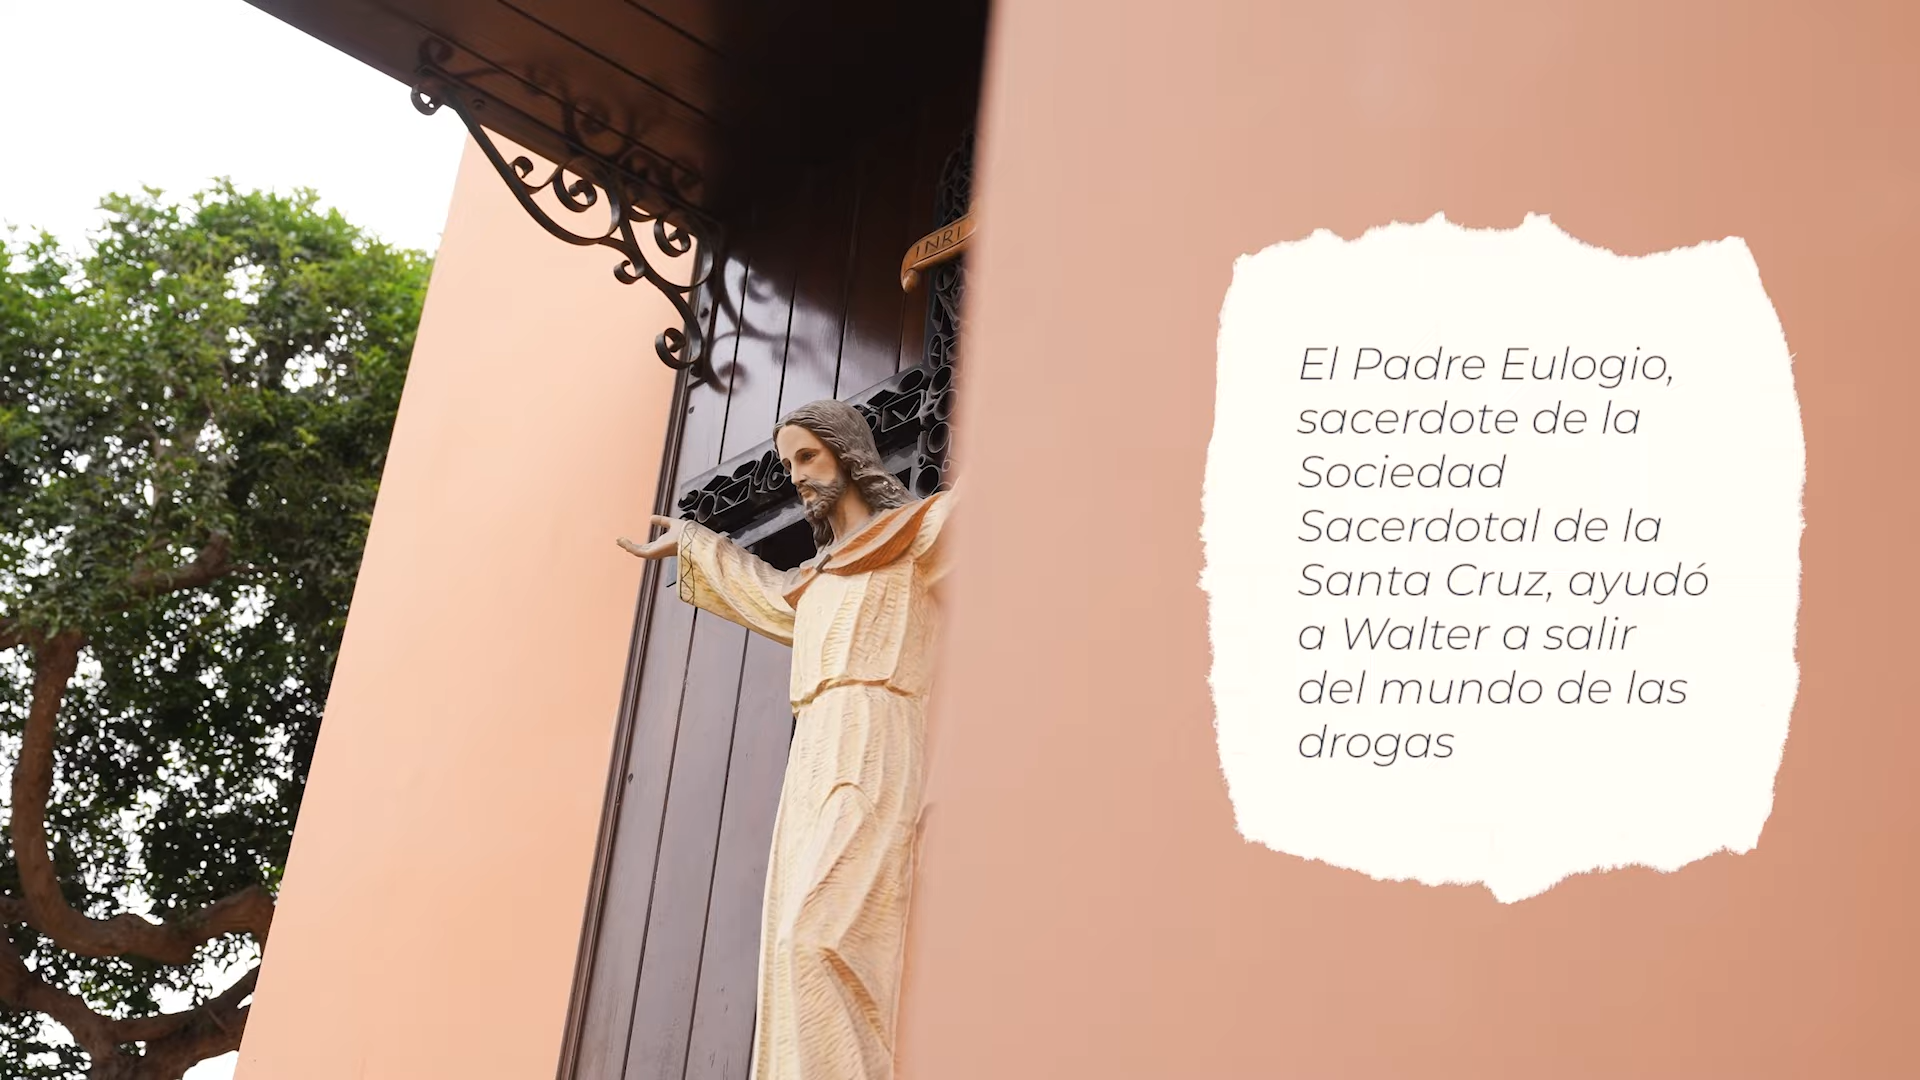 INRI
El Padre Eulogio,
sacerdote de la
Sociedad
Sacerdotal de la
Santa Cruz, ayudó
a Walter a salir
del mundo de las
drogas